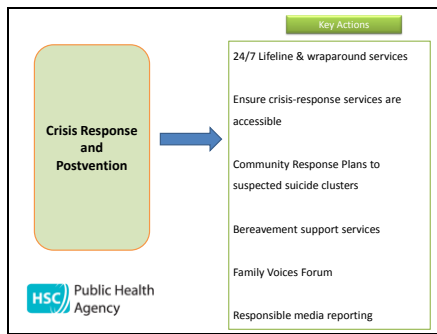 Key Actions
Crisis Response
and
Postvention
24/7 Lifeline & wraparound services
Ensure crisis-response services are
accessible
Community Response Plans to
suspected suicide clusters
Bereavement support services
Family Voices Forum
Responsible media reporting
HSC Public Health
Agency